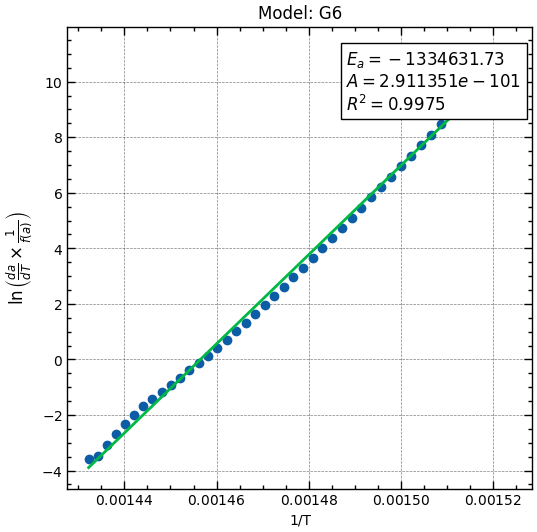 Model: G6
E_a = −1334631.73
A = 2.911351e − 101
R² = 0.9975
10
8
6
4
2
0
−2
−4
ln(da/dT × 1/f(a))
0.00144 0.00146 0.00148 0.00150 0.00152
1/T